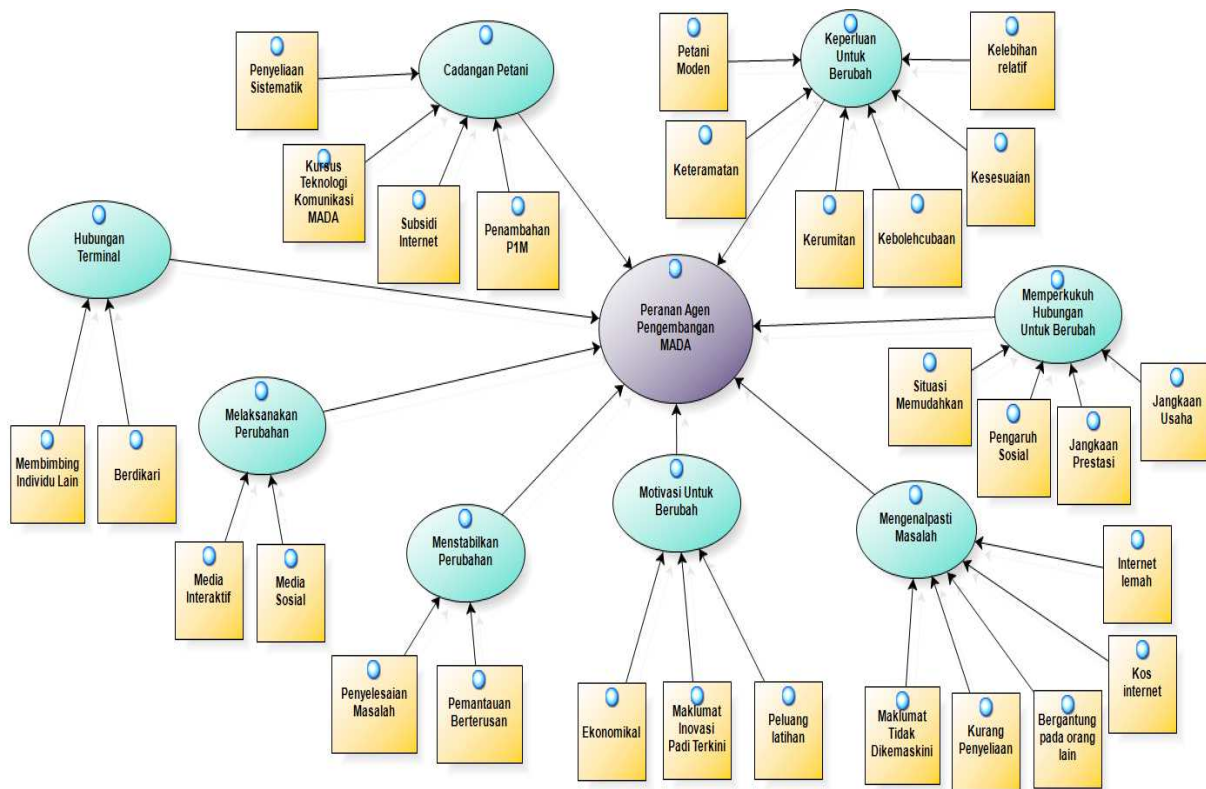 Penyeliaan
Sistematik
Cadangan Petani
Kursus
Teknologi
Komunikasi
MADA
Subsidi
Internet
Penambahan
P1M
Petani
Moden
Keperluan
Untuk
Berubah
Kelebihan
relatif
Keteramatan
Kerumitan
Kebolehcubaan
Kesesuaian
Hubungan
Terminal
Membimbing
Individu Lain
Berdikari
Peranan Agen
Pengembangan
MADA
Memperkukuh
Hubungan
Untuk Berubah
Situasi
Memudahkan
Pengaruh
Sosial
Jangkaan
Prestasi
Jangkaan
Usaha
Melaksanakan
Perubahan
Media
Interaktif
Media
Sosial
Menstabilkan
Perubahan
Penyelesaian
Masalah
Pemantauan
Berterusan
Motivasi Untuk
Berubah
Ekonomikal
Maklumat
Inovasi
Padi Terkini
Peluang
latihan
Mengenalpasti
Masalah
Maklumat
Tidak
Dikemaskini
Kurang
Penyeliaan
Bergantung
pada orang
lain
Kos
internet
Internet
lemah